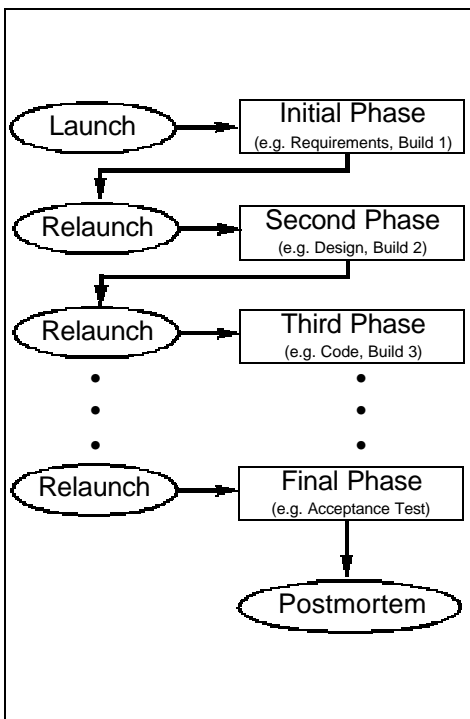 Launch
Initial Phase
(e.g. Requirements, Build 1)
Relaunch
Second Phase
(e.g. Design, Build 2)
Relaunch
Third Phase
(e.g. Code, Build 3)
Relaunch
Final Phase
(e.g. Acceptance Test)
Postmortem